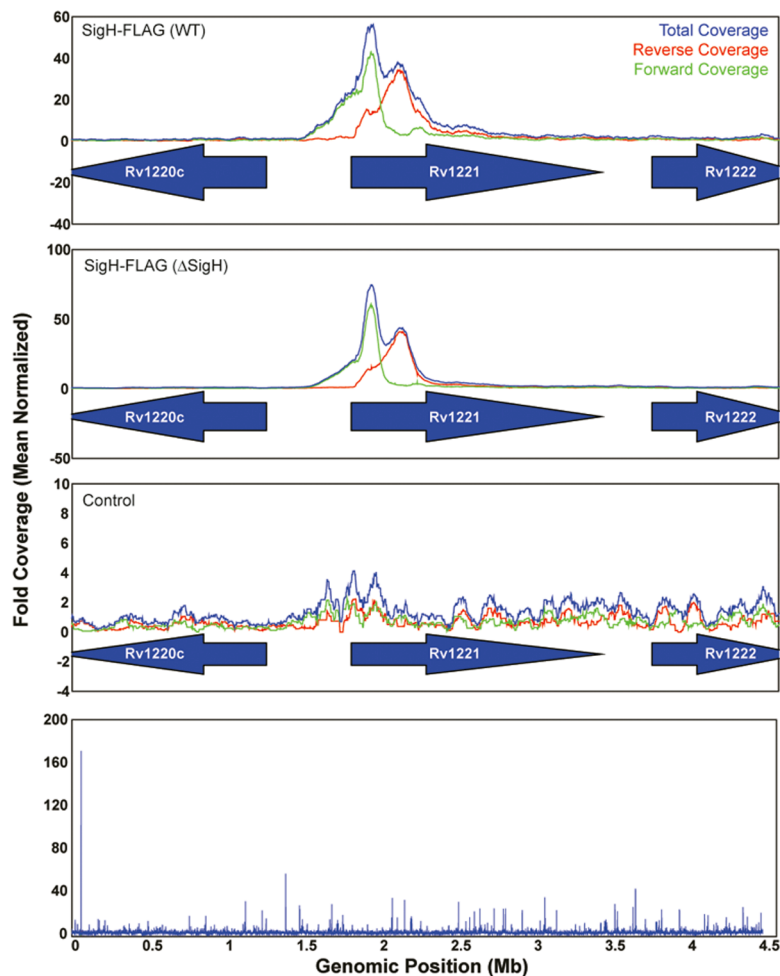 SigH-FLAG (WT)
Total Coverage
Reverse Coverage
Forward Coverage
60
40
20
0
-20
-40
Rv1220c
Rv1221
Rv1222
SigH-FLAG (ΔSigH)
100
50
0
-50
Rv1220c
Rv1221
Rv1222
Fold Coverage (Mean Normalized)
Control
10
8
6
4
2
0
-2
-4
Rv1220c
Rv1221
Rv1222
200
160
120
80
40
0
0 0.5 1 1.5 2 2.5 3 3.5 4 4.5
Genomic Position (Mb)